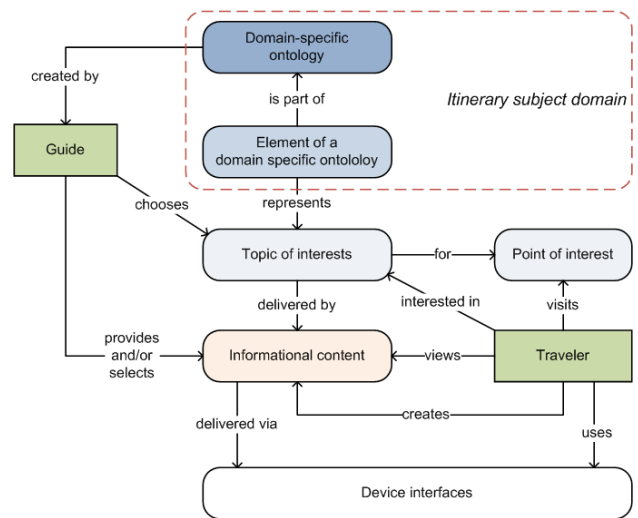 Domain-specific
ontology
created by
is part of
Itinerary subject domain
Guide
Element of a
domain specific ontololoy
chooses
represents
Topic of interests
for
Point of interest
delivered by
interested in
visits
provides
and/or
selects
Informational content
views
Traveler
creates
delivered via
uses
Device interfaces